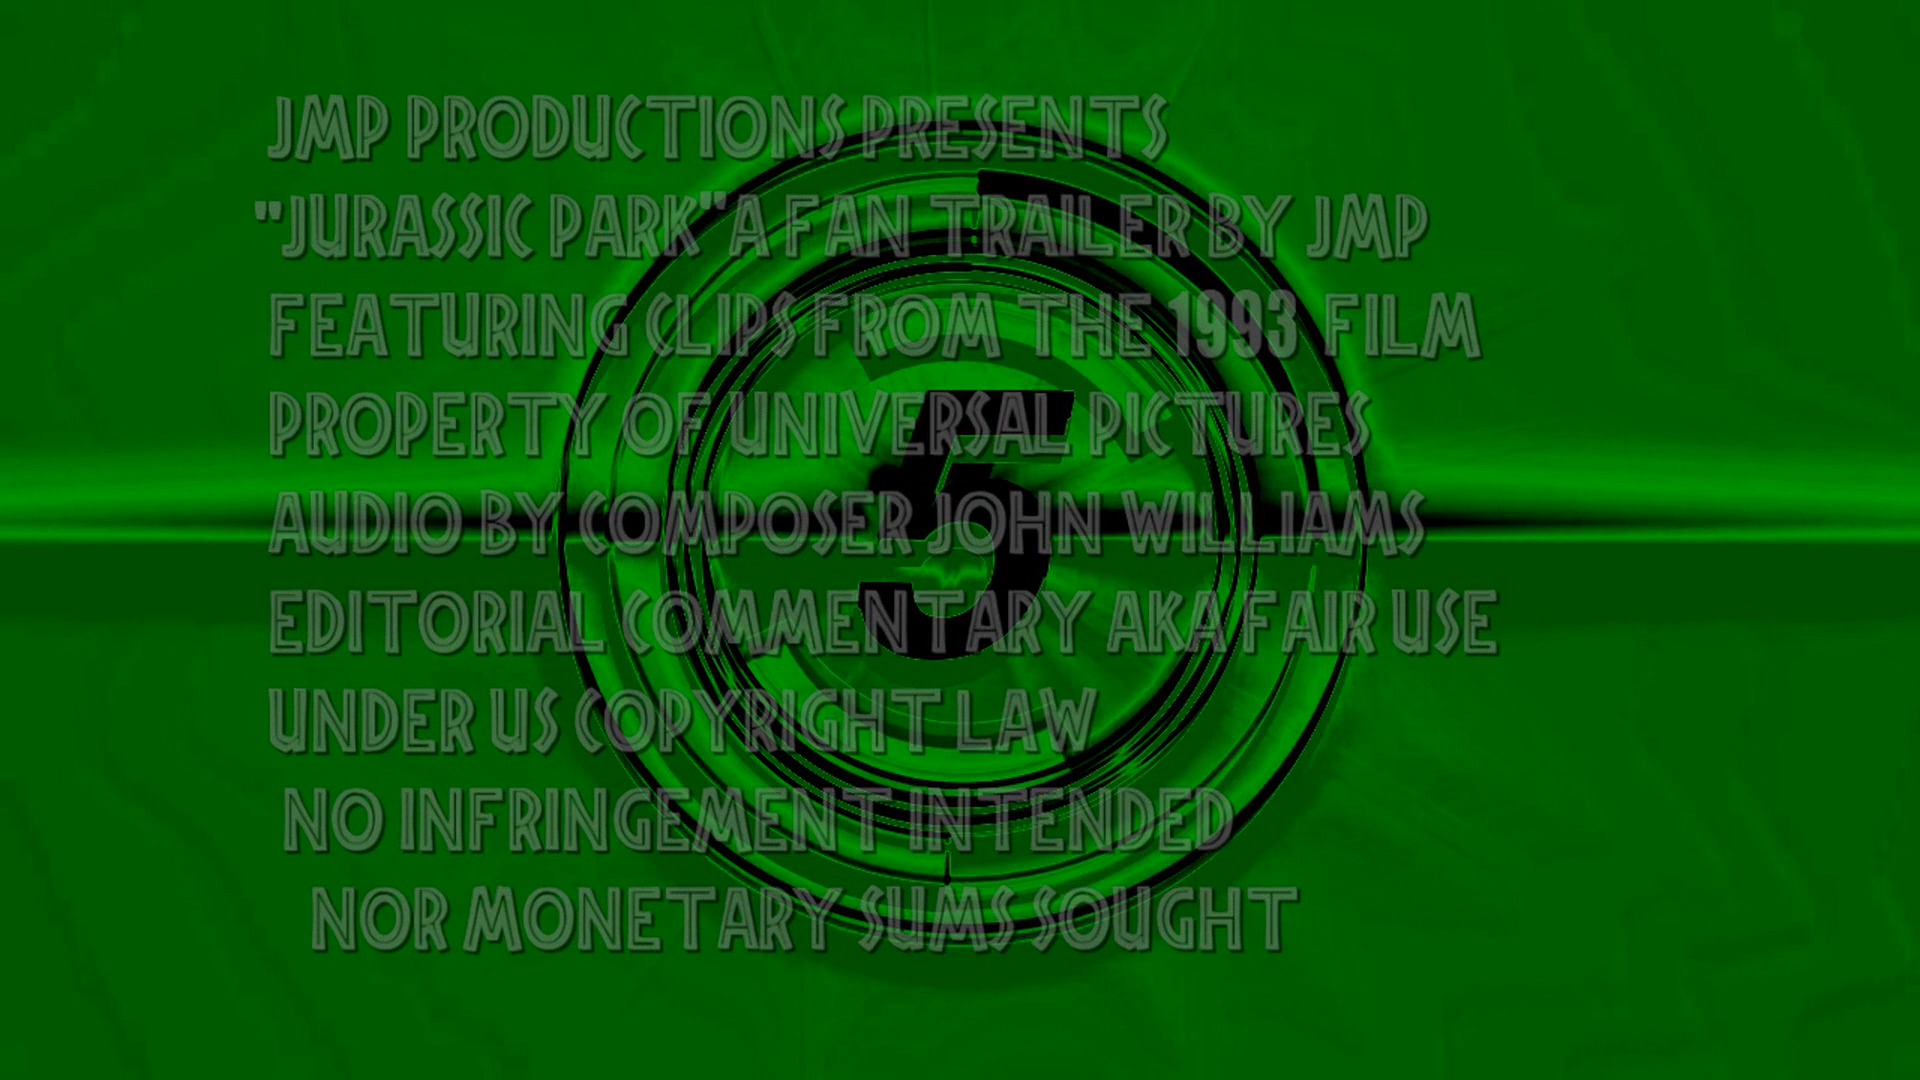 JMP PRODUCTIONS PRESENTS
"JURASSIC PARK" A FAN TRAILER BY JMP
FEATURING CLIPS FROM THE 1993 FILM
PROPERTY OF UNIVERSAL PICTURES
AUDIO BY COMPOSER JOHN WILLIAMS
EDITORIAL COMMENTARY AKA FAIR USE
UNDER US COPYRIGHT LAW
NO INFRINGEMENT INTENDED
NOR MONETARY SUMS SOUGHT
5